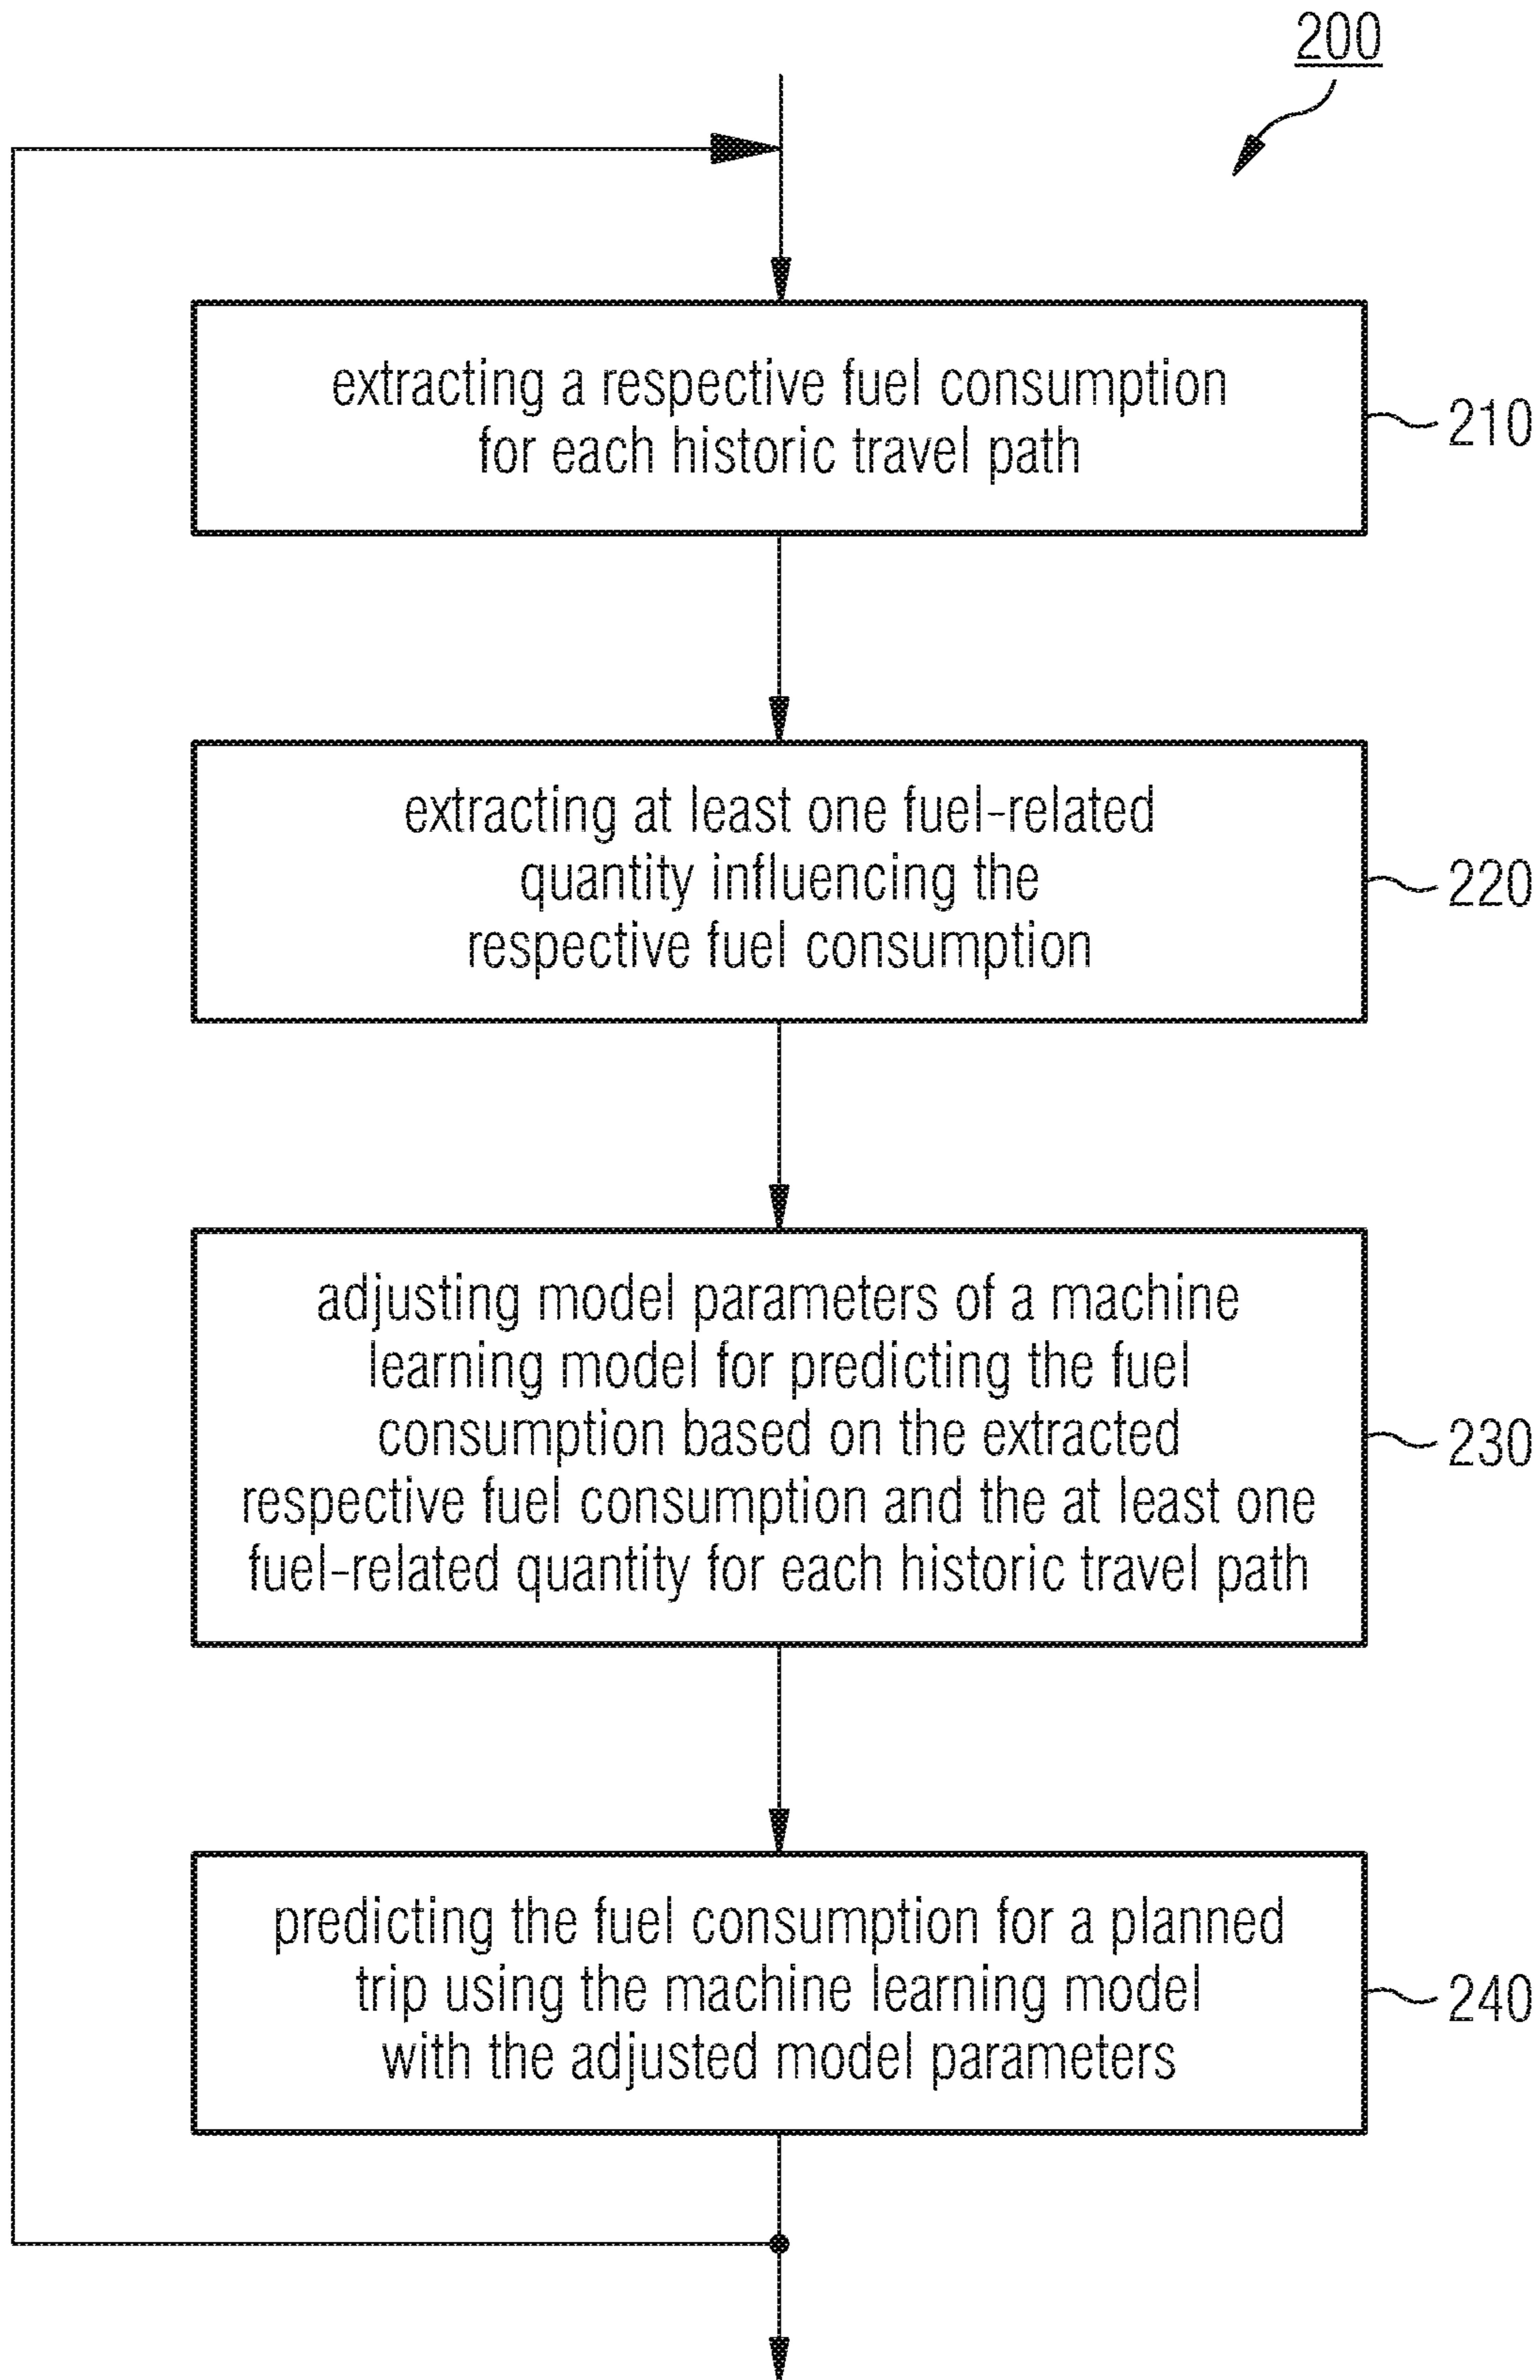 200
extracting a respective fuel consumption
for each historic travel path
210
extracting at least one fuel-related
quantity influencing the
respective fuel consumption
220
adjusting model parameters of a machine
learning model for predicting the fuel
consumption based on the extracted
respective fuel consumption and the at least one
fuel-related quantity for each historic travel path
230
predicting the fuel consumption for a planned
trip using the machine learning model
with the adjusted model parameters
240